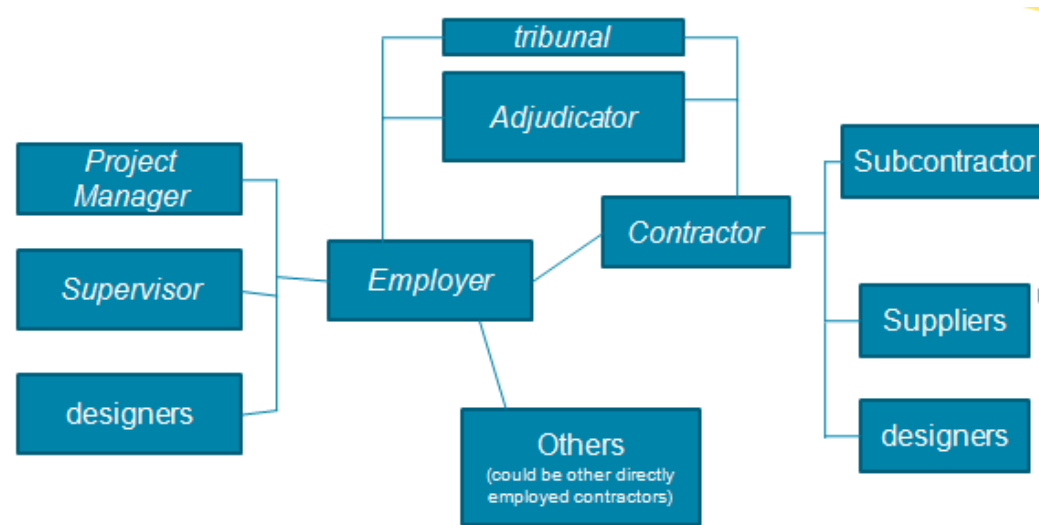 tribunal
Adjudicator
Project
Manager
Subcontractor
Contractor
Supervisor
Employer
Suppliers
designers
Others
(could be other directly
employed contractors)
designers